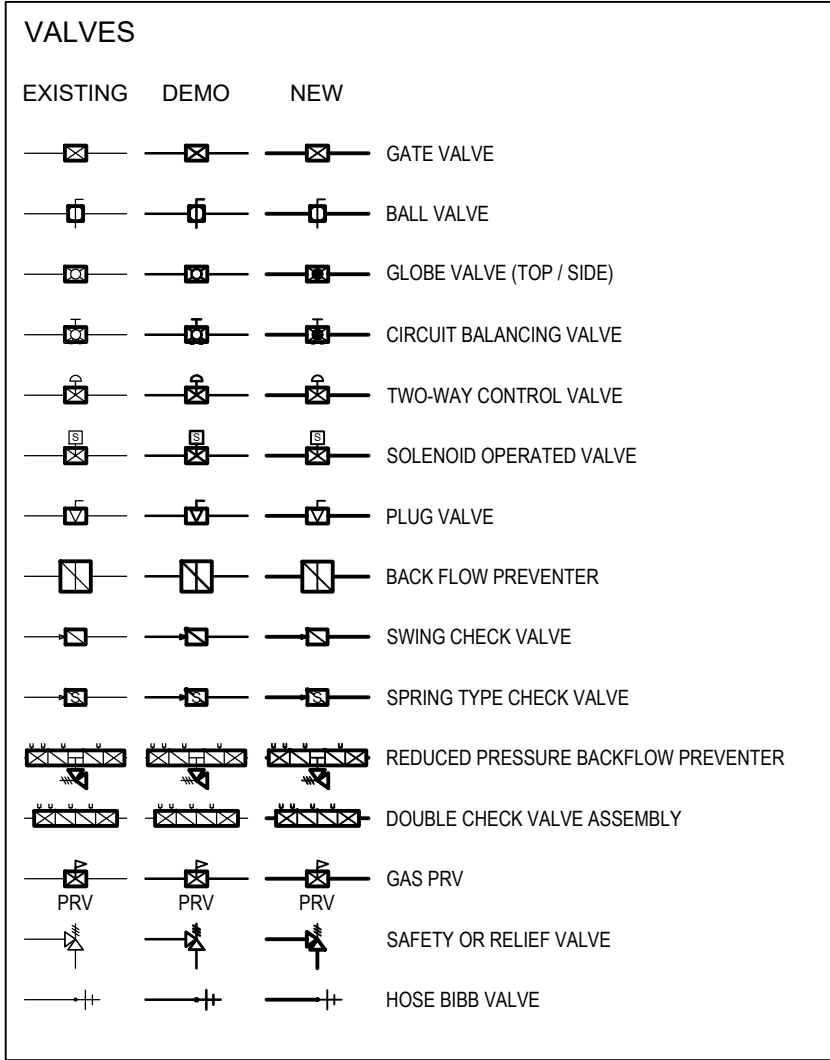 VALVES
EXISTING DEMO NEW
GATE VALVE
BALL VALVE
GLOBE VALVE (TOP / SIDE)
CIRCUIT BALANCING VALVE
TWO-WAY CONTROL VALVE
S S S SOLENOID OPERATED VALVE
PLUG VALVE
BACK FLOW PREVENTER
SWING CHECK VALVE
S S S SPRING TYPE CHECK VALVE
REDUCED PRESSURE BACKFLOW PREVENTER
DOUBLE CHECK VALVE ASSEMBLY
GAS PRV
PRV PRV PRV
SAFETY OR RELIEF VALVE
HOSE BIBB VALVE